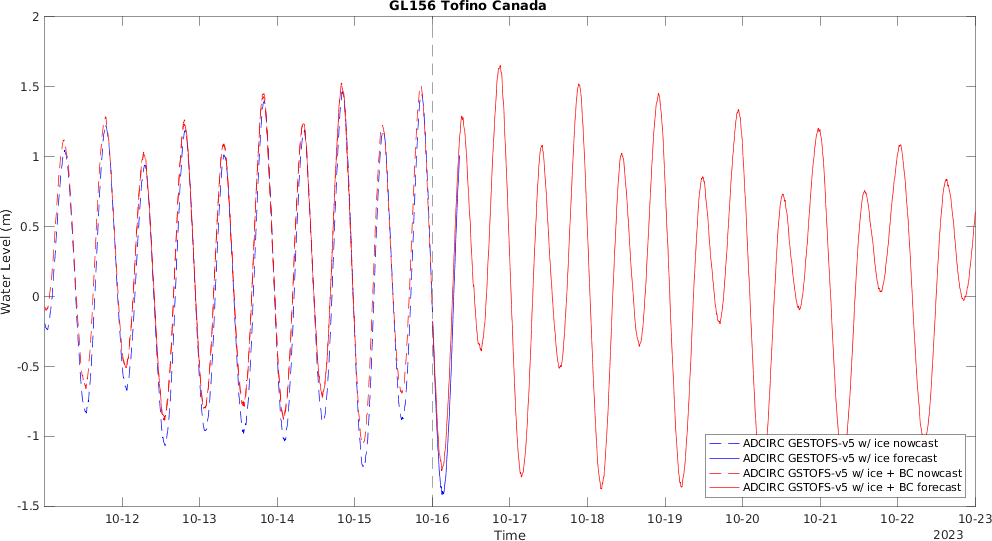 GL156 Tofino Canada
2
1.5
1
0.5
0
-0.5
-1
-1.5
Water Level (m)
ADCIRC GESTOFS-v5 w/ ice nowcast
ADCIRC GESTOFS-v5 w/ ice forecast
ADCIRC GSTOFS-v5 w/ ice + BC nowcast
ADCIRC GSTOFS-v5 w/ ice + BC forecast
10-12 10-13 10-14 10-15 10-16 10-17 10-18 10-19 10-20 10-21 10-22 10-23
Time
2023